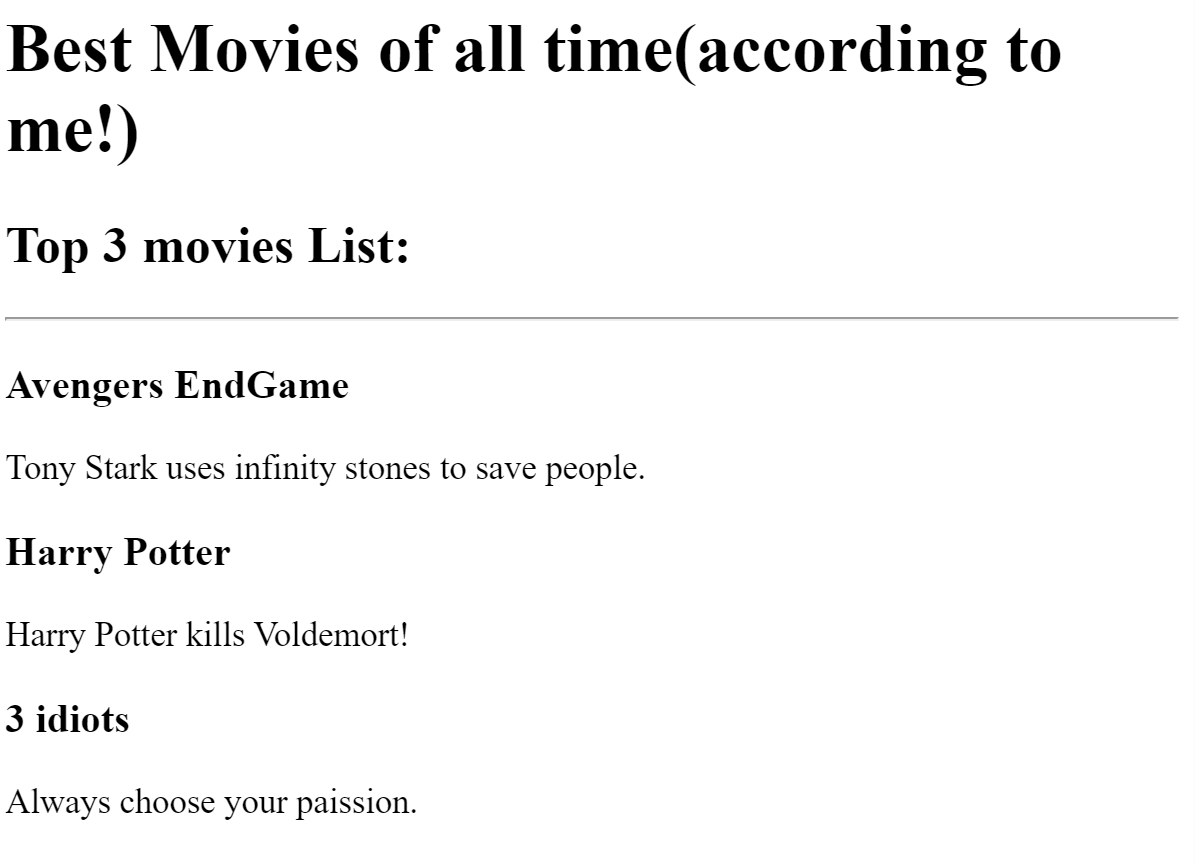 Best Movies of all time(according to
me!)
Top 3 movies List:
Avengers EndGame
Tony Stark uses infinity stones to save people.
Harry Potter
Harry Potter kills Voldemort!
3 idiots
Always choose your paission.